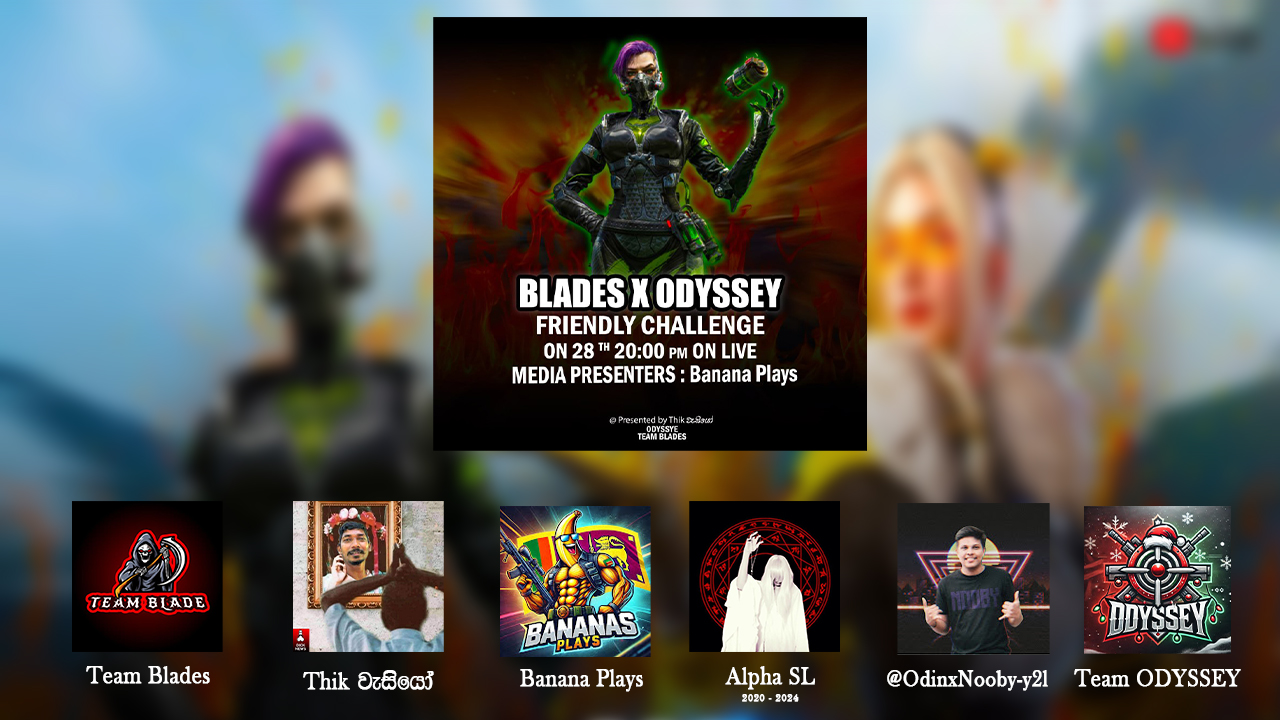 BLADES X ODYSSEY
FRIENDLY CHALLENGE
ON 28 TH 20:00 PM ON LIVE
MEDIA PRESENTERS : Banana Plays
@ Presented by Thik වැසියෝ
ODYSSYE
TEAM BLADES
TEAM BLADE
DICK NEWS
BANANAS
PLAYS
NOOBY
ODYSSEY
Team Blades
Thik වැසියෝ
Banana Plays
Alpha SL
2020 - 2024
@OdinxNooby-y2l
Team ODYSSEY